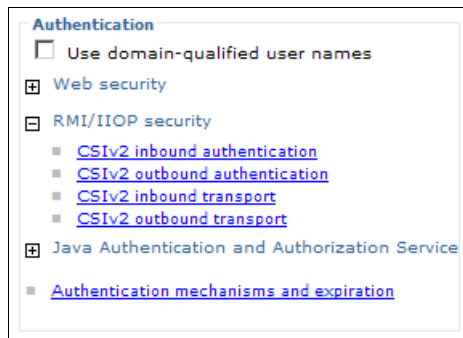 Authentication
Use domain-qualified user names
Web security
RMI/IIOP security
CSIv2 inbound authentication
CSIv2 outbound authentication
CSIv2 inbound transport
CSIv2 outbound transport
Java Authentication and Authorization Service
Authentication mechanisms and expiration